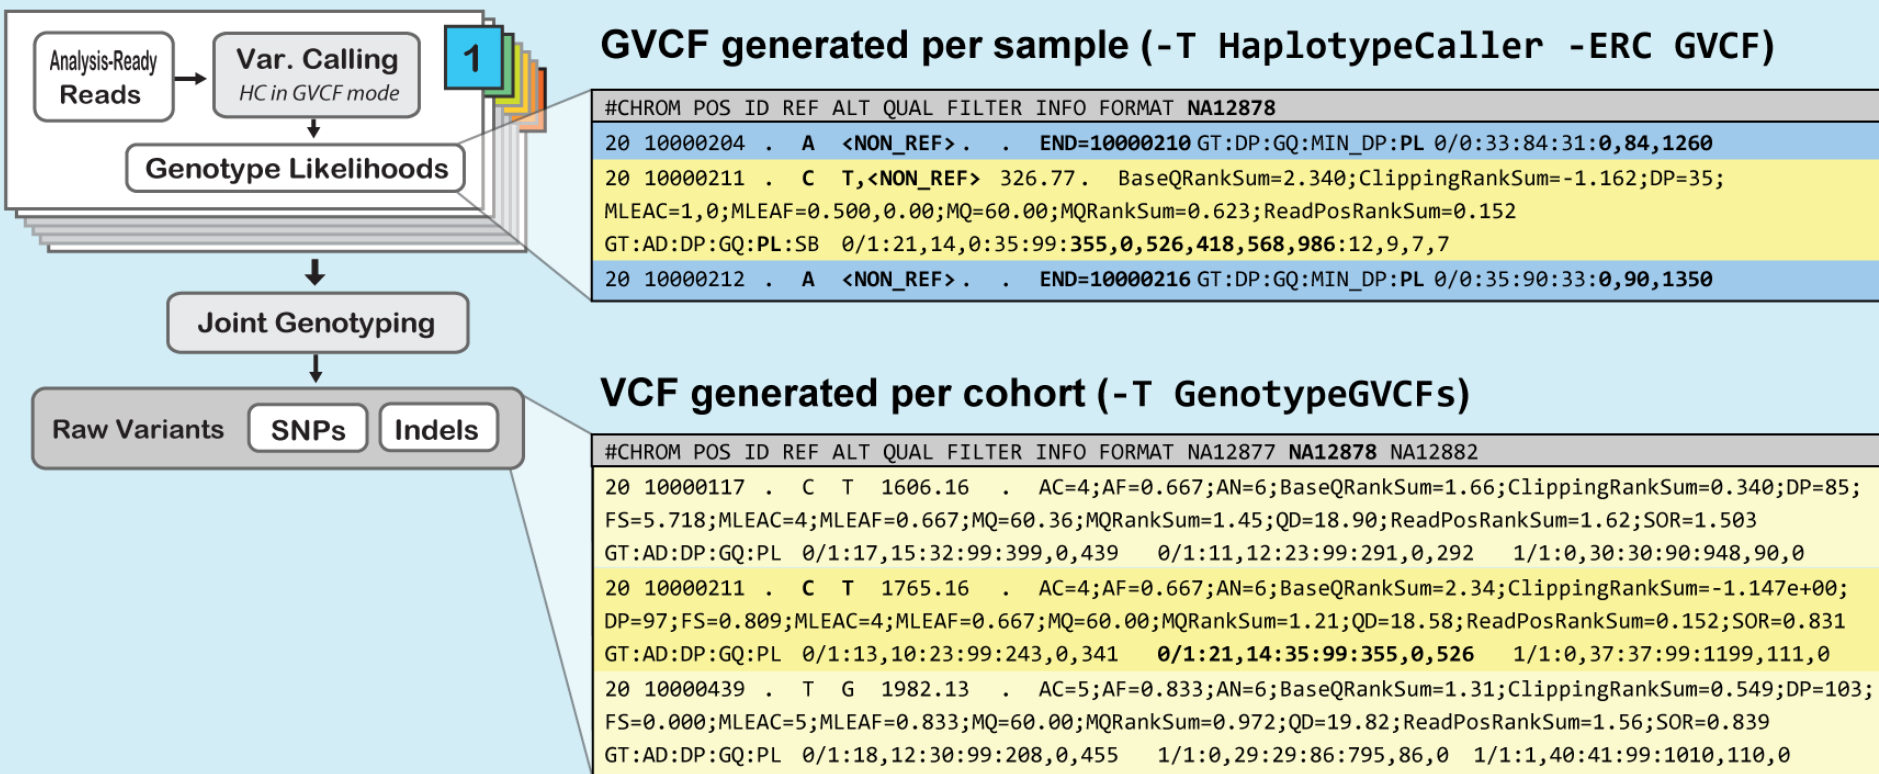 Analysis-Ready
Reads
Var. Calling
HC in GVCF mode
1
Genotype Likelihoods
Joint Genotyping
Raw Variants SNPs Indels
GVCF generated per sample (-T HaplotypeCaller -ERC GVCF)
#CHROM POS ID REF ALT QUAL FILTER INFO FORMAT NA12878
20 10000204 . A <NON_REF> . . END=10000210 GT:DP:GQ:MIN_DP:PL 0/0:33:84:31:0,84,1260
20 10000211 . C T,<NON_REF> 326.77 . BaseQRankSum=2.340;ClippingRankSum=-1.162;DP=35;
MLEAC=1,0;MLEAF=0.500,0.00;MQ=60.00;MQRankSum=0.623;ReadPosRankSum=0.152
GT:AD:DP:GQ:PL:SB 0/1:21,14,0:35:99:355,0,526,418,568,986:12,9,7,7
20 10000212 . A <NON_REF> . . END=10000216 GT:DP:GQ:MIN_DP:PL 0/0:35:90:33:0,90,1350
VCF generated per cohort (-T GenotypeGVCFs)
#CHROM POS ID REF ALT QUAL FILTER INFO FORMAT NA12877 NA12878 NA12882
20 10000117 . C T 1606.16 . AC=4;AF=0.667;AN=6;BaseQRankSum=1.66;ClippingRankSum=0.340;DP=85;
FS=5.718;MLEAC=4;MLEAF=0.667;MQ=60.36;MQRankSum=1.45;QD=18.90;ReadPosRankSum=1.62;SOR=1.503
GT:AD:DP:GQ:PL 0/1:17,15:32:99:399,0,439 0/1:11,12:23:99:291,0,292 1/1:0,30:30:90:948,90,0
20 10000211 . C T 1765.16 . AC=4;AF=0.667;AN=6;BaseQRankSum=2.34;ClippingRankSum=-1.147e+00;
DP=97;FS=0.809;MLEAC=4;MLEAF=0.667;MQ=60.00;MQRankSum=1.21;QD=18.58;ReadPosRankSum=0.152;SOR=0.831
GT:AD:DP:GQ:PL 0/1:13,10:23:99:243,0,341 0/1:21,14:35:99:355,0,526 1/1:0,37:37:99:1199,111,0
20 10000439 . T G 1982.13 . AC=5;AF=0.833;AN=6;BaseQRankSum=1.31;ClippingRankSum=0.549;DP=103;
FS=0.000;MLEAC=5;MLEAF=0.833;MQ=60.00;MQRankSum=0.972;QD=19.82;ReadPosRankSum=1.56;SOR=0.839
GT:AD:DP:GQ:PL 0/1:18,12:30:99:208,0,455 1/1:0,29:29:86:795,86,0 1/1:1,40:41:99:1010,110,0